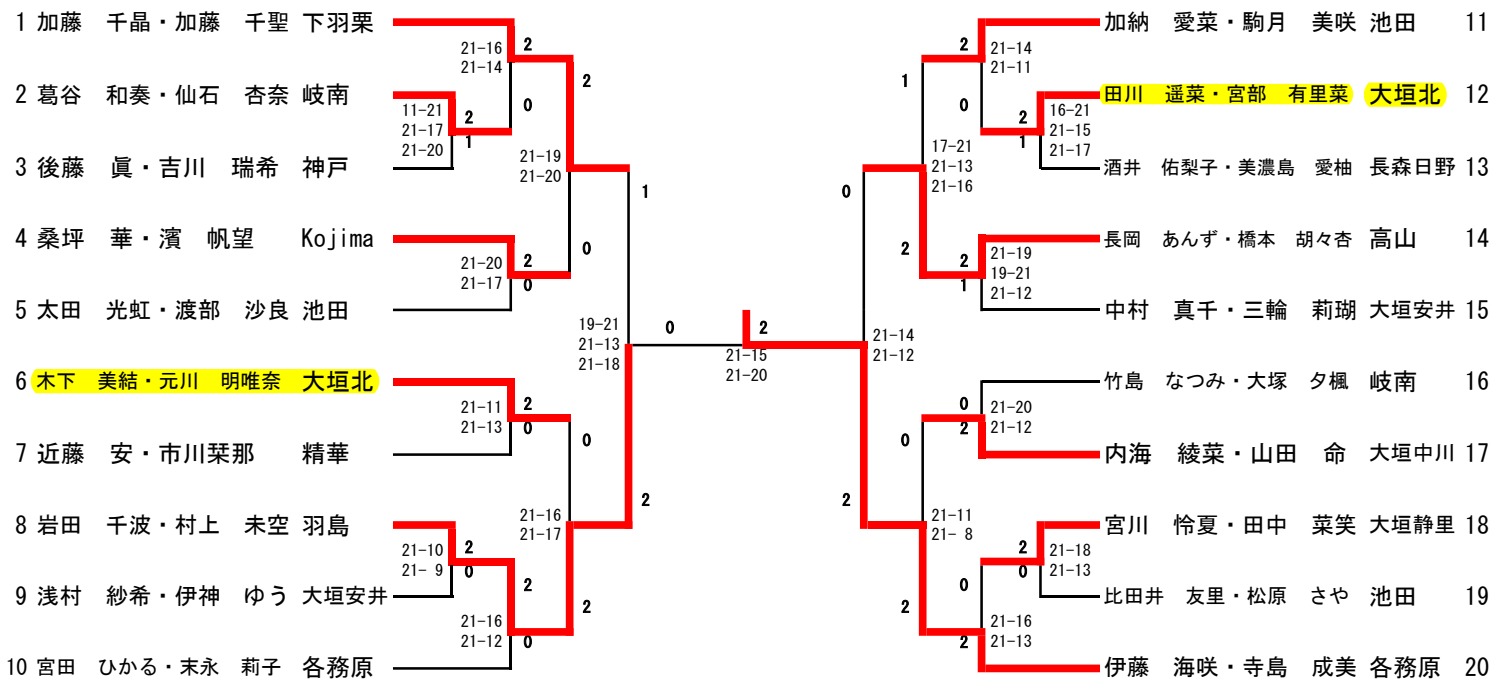 1 加藤　千晶・加藤　千聖 下羽栗
2 葛谷　和奏・仙石　杏奈 岐南
3 後藤　眞・吉川　瑞希 神戸
4 桑坪　華・濱　帆望 Kojima
5 太田　光虹・渡部　沙良 池田
6 木下　美結・元川　明唯奈 大垣北
7 近藤　安・市川栞那 精華
8 岩田　千波・村上　未空 羽島
9 浅村　紗希・伊神　ゆう 大垣安井
10 宮田　ひかる・末永　莉子 各務原
21-16 2
21-14
0
11-21 2
21-17 1
21-20
2
21-19
21-20
0
21-20 2
21-17 0
1
19-21
21-13
21-18
2
21-11 2
21-13 0
0
21-16
21-17
2
21-10 2
21- 9 0
2
21-16
21-12 0
0
2
21-15
21-20
加納　愛菜・駒月　美咲 池田 11
田川　遥菜・宮部　有里菜 大垣北 12
酒井　佑梨子・美濃島　愛柚 長森日野 13
長岡　あんず・橋本　胡々杏 高山 14
中村　真千・三輪　莉瑚 大垣安井 15
竹島　なつみ・大塚　夕楓 岐南 16
内海　綾菜・山田　命 大垣中川 17
宮川　怜夏・田中　菜笑 大垣静里 18
比田井　友里・松原　さや 池田 19
伊藤　海咲・寺島　成美 各務原 20
2 21-14
21-11
0
2 16-21
1 21-15
21-17
1
17-21
21-13
21-16
2
2 21-19
1 19-21
21-12
0
21-14
21-12
2
0 21-20
2 21-12
0
21-11
21- 8
2
2 21-18
0 21-13
0
21-16
2 21-13